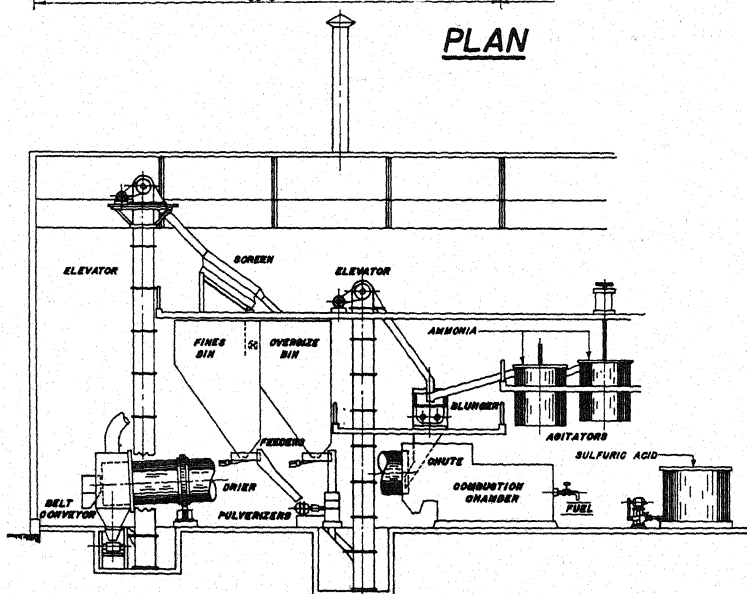 PLAN
ELEVATOR
SCREEN
ELEVATOR
AMMONIA
FINES
BIN
OVERSIZE
BIN
BLUNGER
AGITATORS
SULFURIC ACID
FEEDERS
DRIER
CHUTE
COMBUSTION
CHAMBER
BELT
CONVEYOR
PULVERIZERS
FUEL